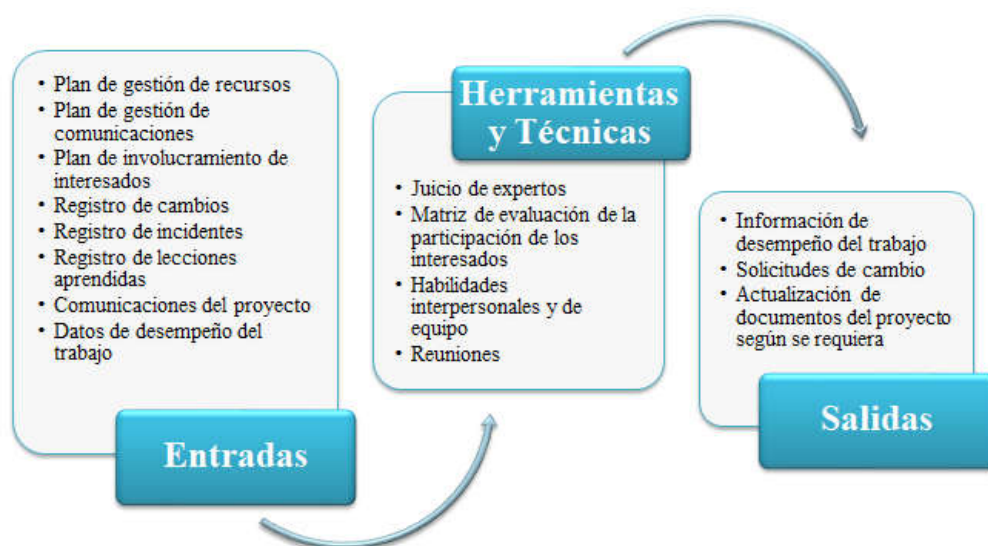 • Plan de gestión de recursos
• Plan de gestión de
comunicaciones
• Plan de involucramiento de
interesados
• Registro de cambios
• Registro de incidentes
• Registro de lecciones
aprendidas
• Comunicaciones del proyecto
• Datos de desempeño del
trabajo
Entradas
Herramientas
y Técnicas
• Juicio de expertos
• Matriz de evaluación de la
participación de los
interesados
• Habilidades
interpersonales y de
equipo
• Reuniones
• Información de
desempeño del trabajo
• Solicitudes de cambio
• Actualización de
documentos del proyecto
según se requiera
Salidas